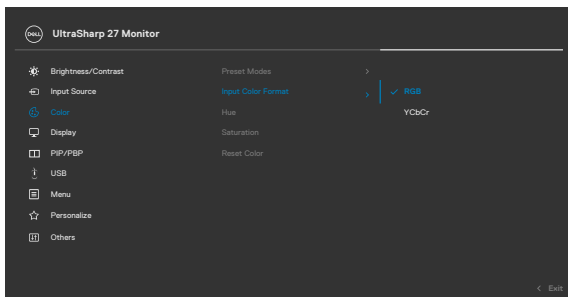 DELL
UltraSharp 27 Monitor
Brightness/Contrast
Preset Modes
>
Input Source
Input Color Format
>
✓ RGB
Color
Hue
YCbCr
Display
Saturation
PIP/PBP
Reset Color
USB
Menu
Personalize
Others
< Exit